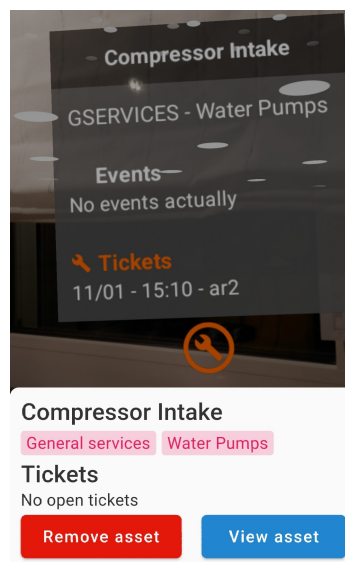 Compressor Intake
GSERVICES - Water Pumps
Events
No events actually
Tickets
11/01 - 15:10 - ar2
Compressor Intake
General services Water Pumps
Tickets
No open tickets
Remove asset View asset